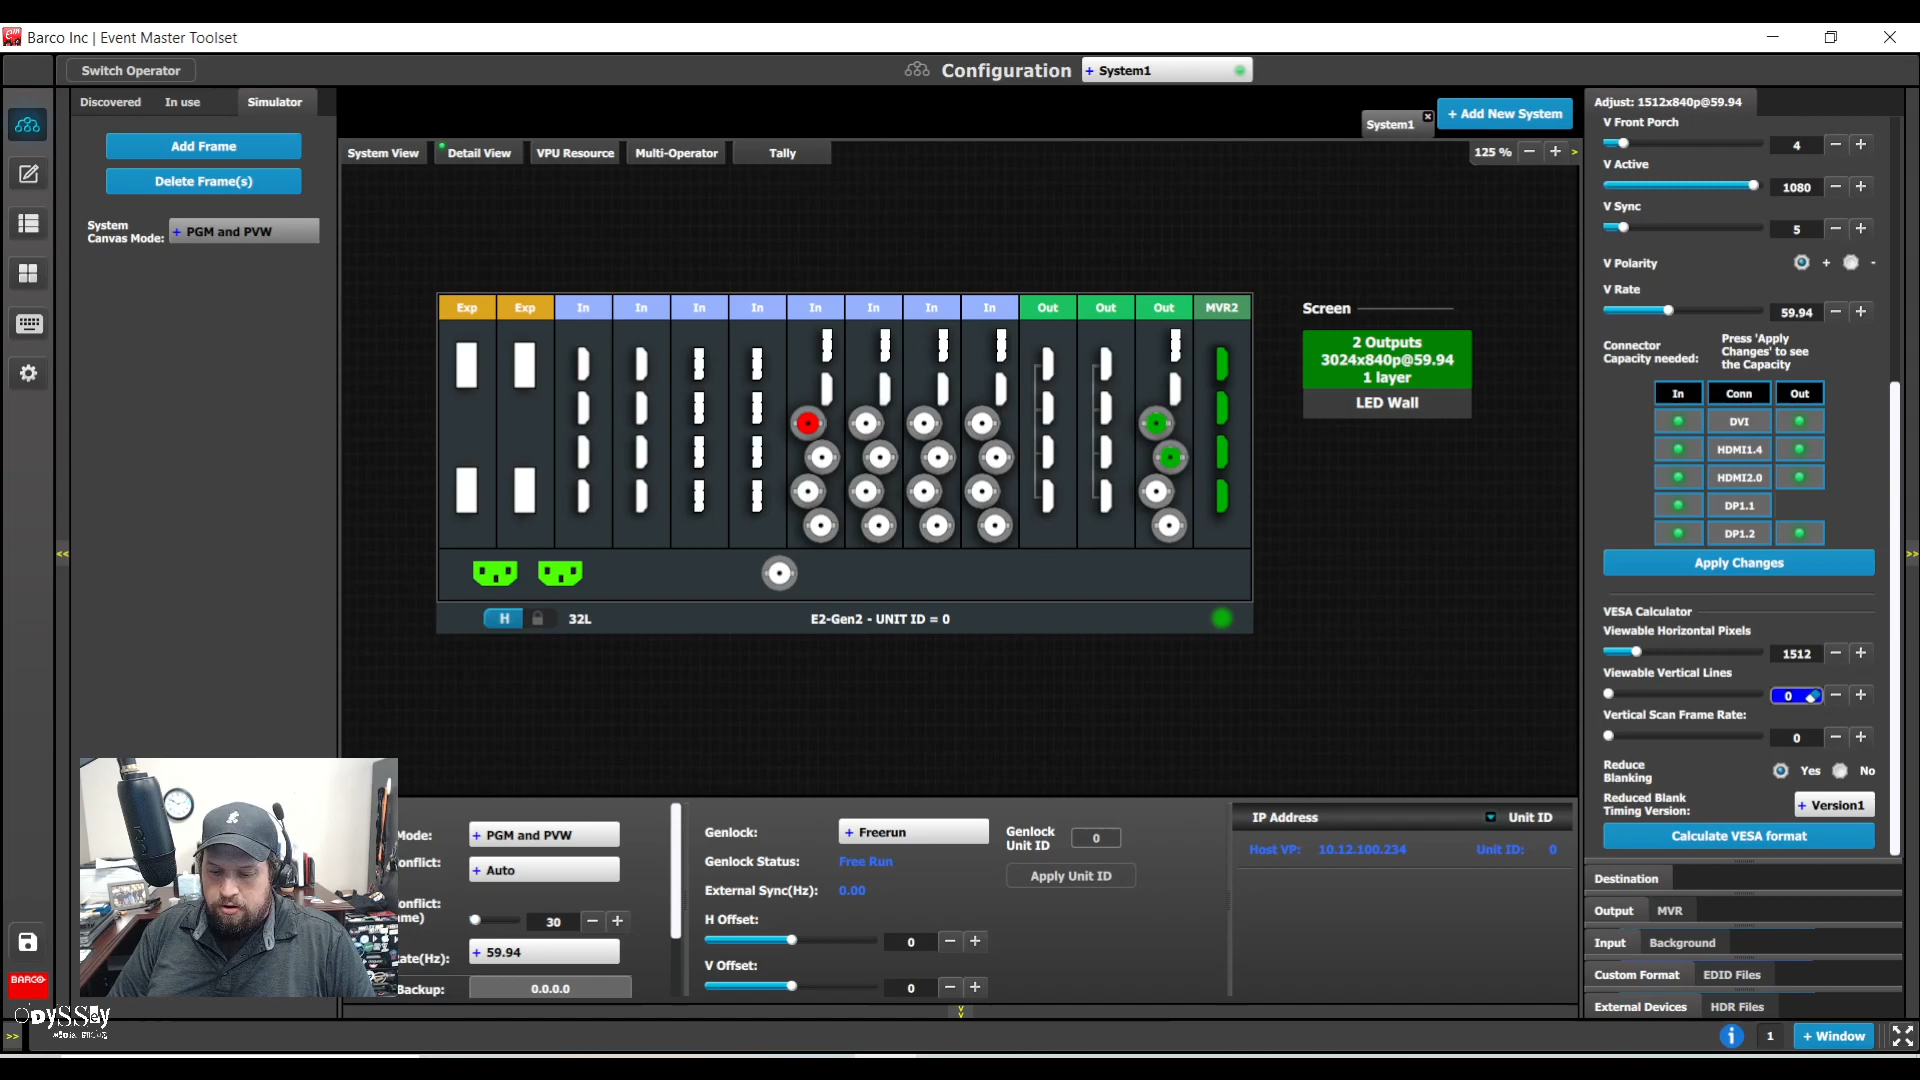 Barco Inc | Event Master Toolset
Switch Operator
Configuration
+ System1
Discovered In use Simulator
Add Frame
Delete Frame(s)
System
Canvas Mode: + PGM and PVW
System1
+ Add New System
System View Detail View VPU Resource Multi-Operator Tally
125 % − + >
Exp Exp In In In In In In In In Out Out Out MVR2
H 32L E2-Gen2 - UNIT ID = 0
Screen
2 Outputs
3024x840p@59.94
1 layer
LED Wall
Adjust: 1512x840p@59.94
V Front Porch
4 − +
V Active
1080 − +
V Sync
5 − +
V Polarity + -
V Rate
59.94 − +
Connector
Capacity needed:
Press 'Apply
Changes' to see
the Capacity
In Conn Out
DVI
HDMI1.4
HDMI2.0
DP1.1
DP1.2
Apply Changes
VESA Calculator
Viewable Horizontal Pixels
1512 − +
Viewable Vertical Lines
0 − +
Vertical Scan Frame Rate:
0 − +
Reduce
Blanking
Yes No
Reduced Blank
Timing Version:
+ Version1
Calculate VESA format
Destination
Output MVR
Input Background
Custom Format EDID Files
External Devices HDR Files
<<
>>
Mode: + PGM and PVW
onflict: + Auto
onflict:
me) 30 − +
ate(Hz): + 59.94
Backup: 0.0.0.0
Genlock: + Freerun
Genlock
Unit ID 0
Genlock Status: Free Run
Apply Unit ID
External Sync(Hz): 0.00
H Offset:
0 − +
V Offset:
0 − +
IP Address Unit ID
Host VP: 10.12.100.234 Unit ID: 0
BARCO
Odyssey
>>
i 1 + Window